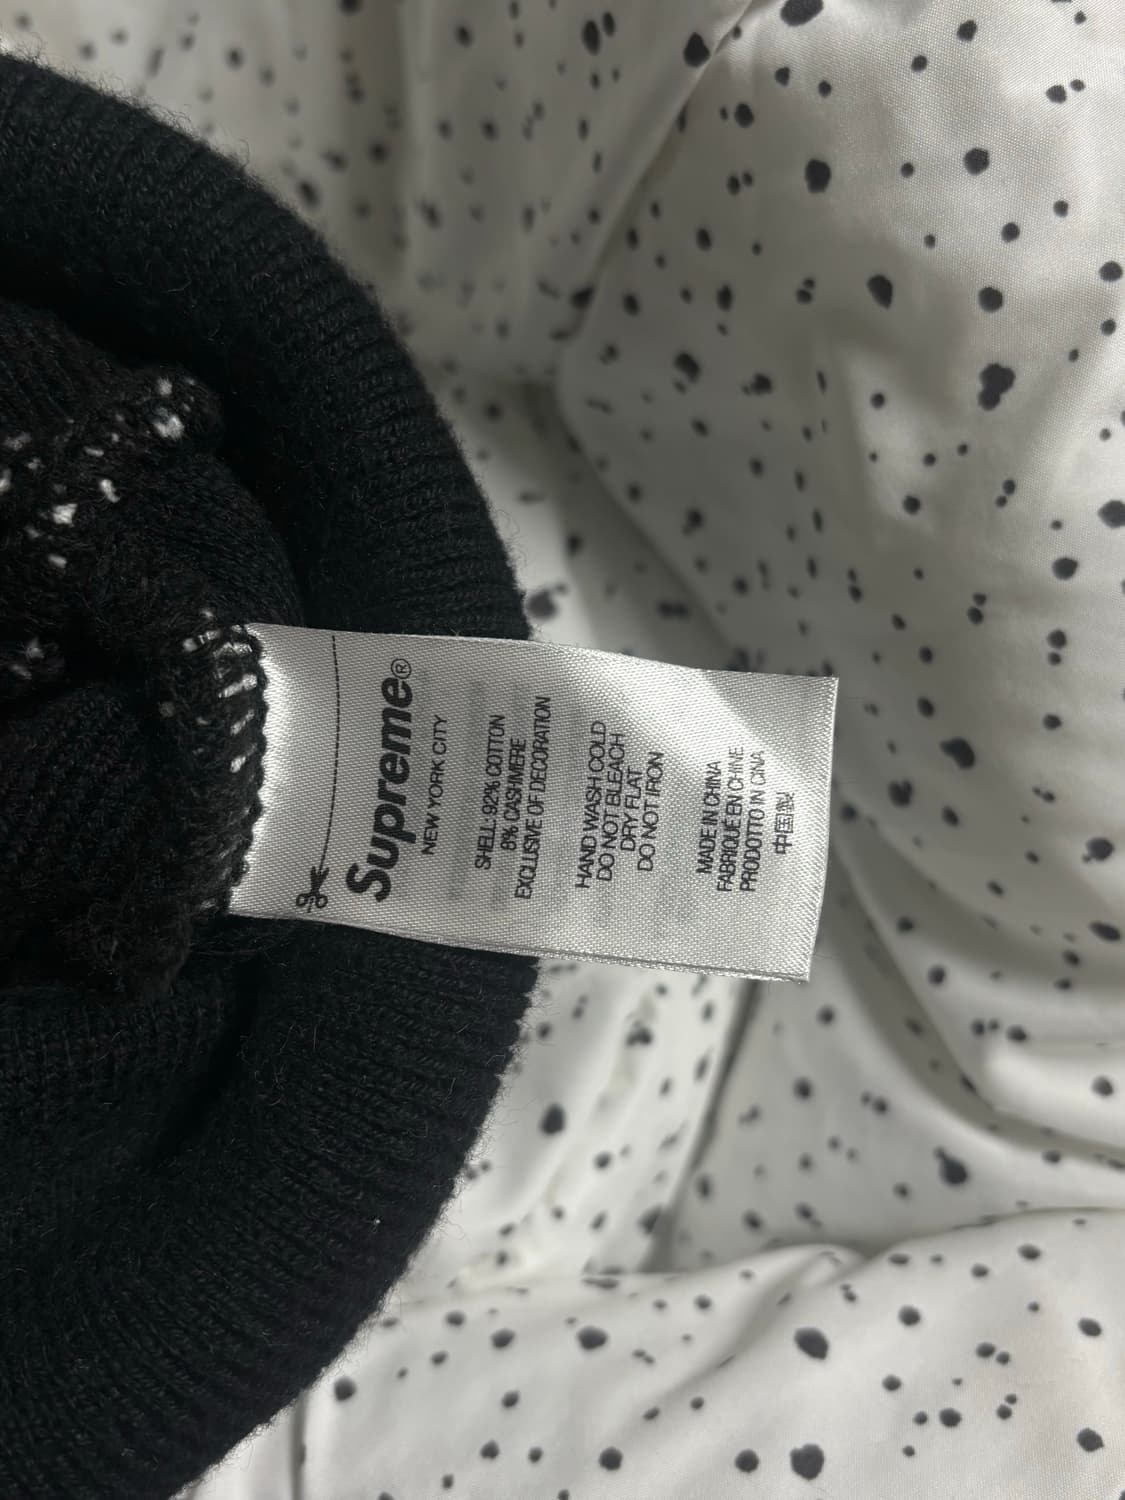 Supreme®
NEW YORK CITY
SHELL: 92% COTTON
8% CASHMERE
EXCLUSIVE OF DECORATION
HAND WASH COLD
DO NOT BLEACH
DRY FLAT
DO NOT IRON
MADE IN CHINA
FABRIQUE EN CHINE
PRODOTTO IN CINA
中国製